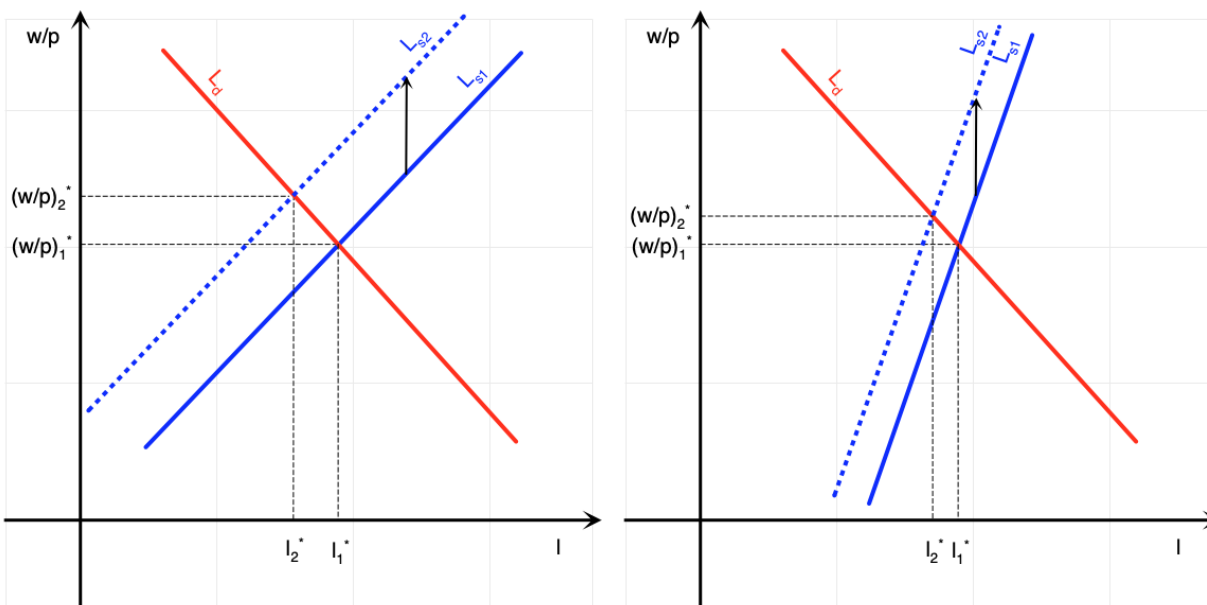 w/p
L_s2
L_s1
L_d
(w/p)_2^*
(w/p)_1^*
l_2^*
l_1^*
l
w/p
L_s2
L_s1
L_d
(w/p)_2^*
(w/p)_1^*
l_2^*
l_1^*
l